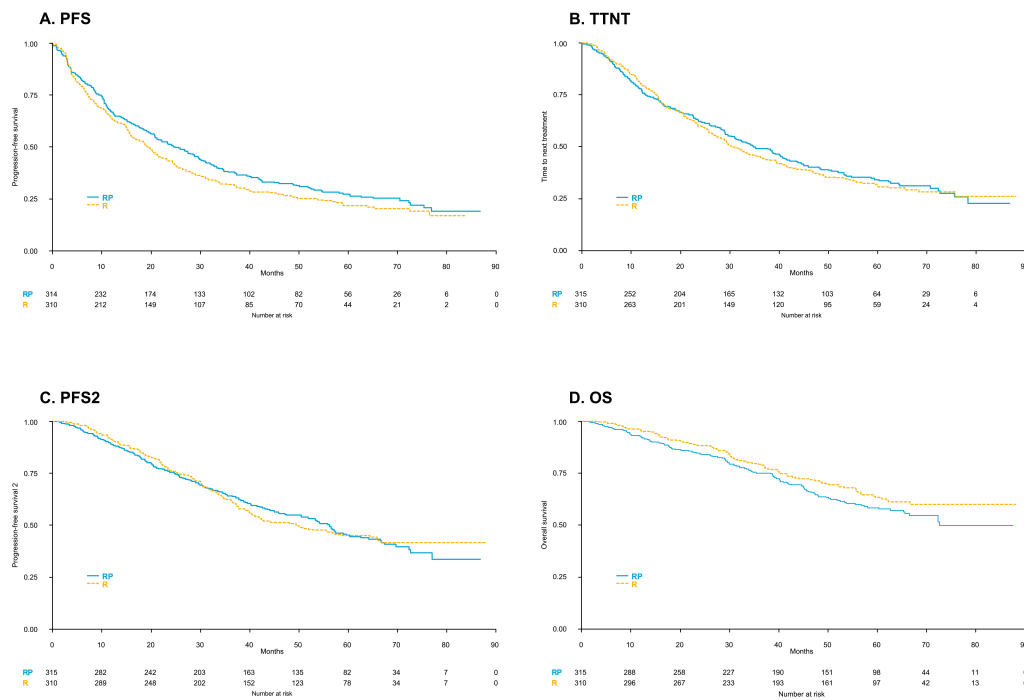 A. PFS
1.00
0.75
0.50
0.25
0.00
Progression-free survival
RP
R
0 10 20 30 40 50 60 70 80 90
Months
RP 314 232 174 133 102 82 56 26 6 0
R 310 212 149 107 85 70 44 21 2 0
Number at risk
B. TTNT
1.00
0.75
0.50
0.25
0.00
Time to next treatment
RP
R
0 10 20 30 40 50 60 70 80 90
Months
RP 315 252 204 165 132 103 64 29 6
R 310 263 201 149 120 95 59 24 4
Number at risk
C. PFS2
1.00
0.75
0.50
0.25
0.00
Progression-free survival 2
RP
R
0 10 20 30 40 50 60 70 80 90
Months
RP 315 282 242 203 163 135 82 34 7 0
R 310 289 248 202 152 123 78 34 7 0
Number at risk
D. OS
1.00
0.75
0.50
0.25
0.00
Overall survival
RP
R
0 10 20 30 40 50 60 70 80 90
Months
RP 315 288 258 227 190 151 98 44 11
R 310 296 267 233 193 161 97 42 13
Number at risk